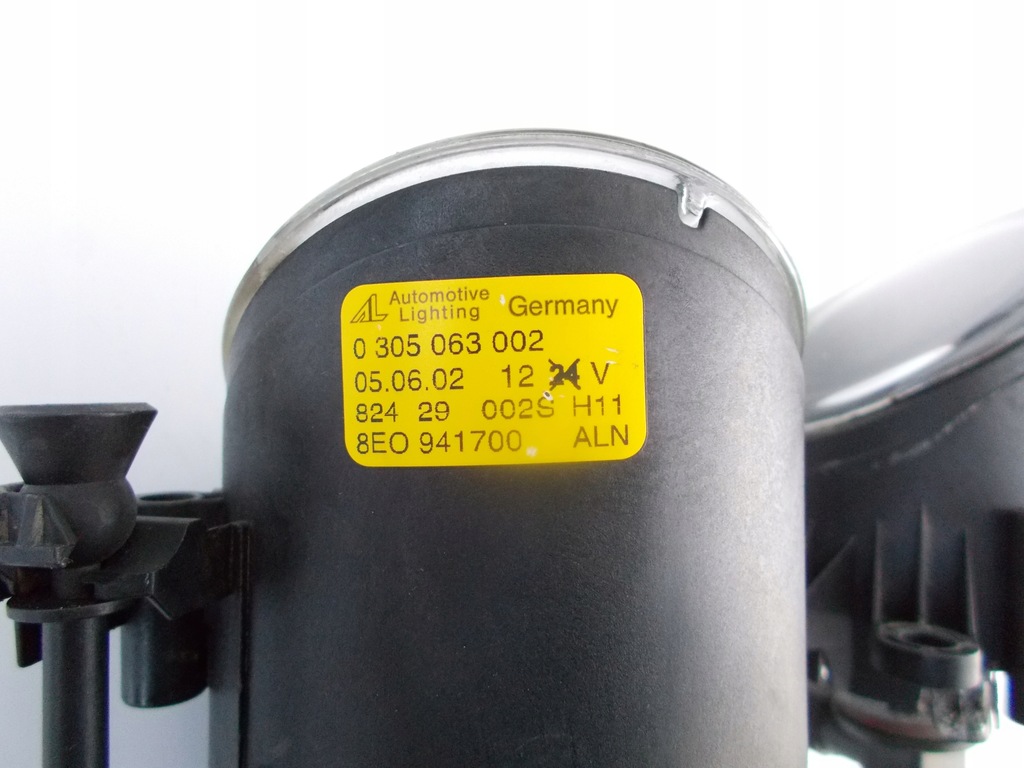 AL Automotive Lighting Germany
0 305 063 002
05.06.02 12 24 V
824 29 002S H11
8EO 941700 ALN